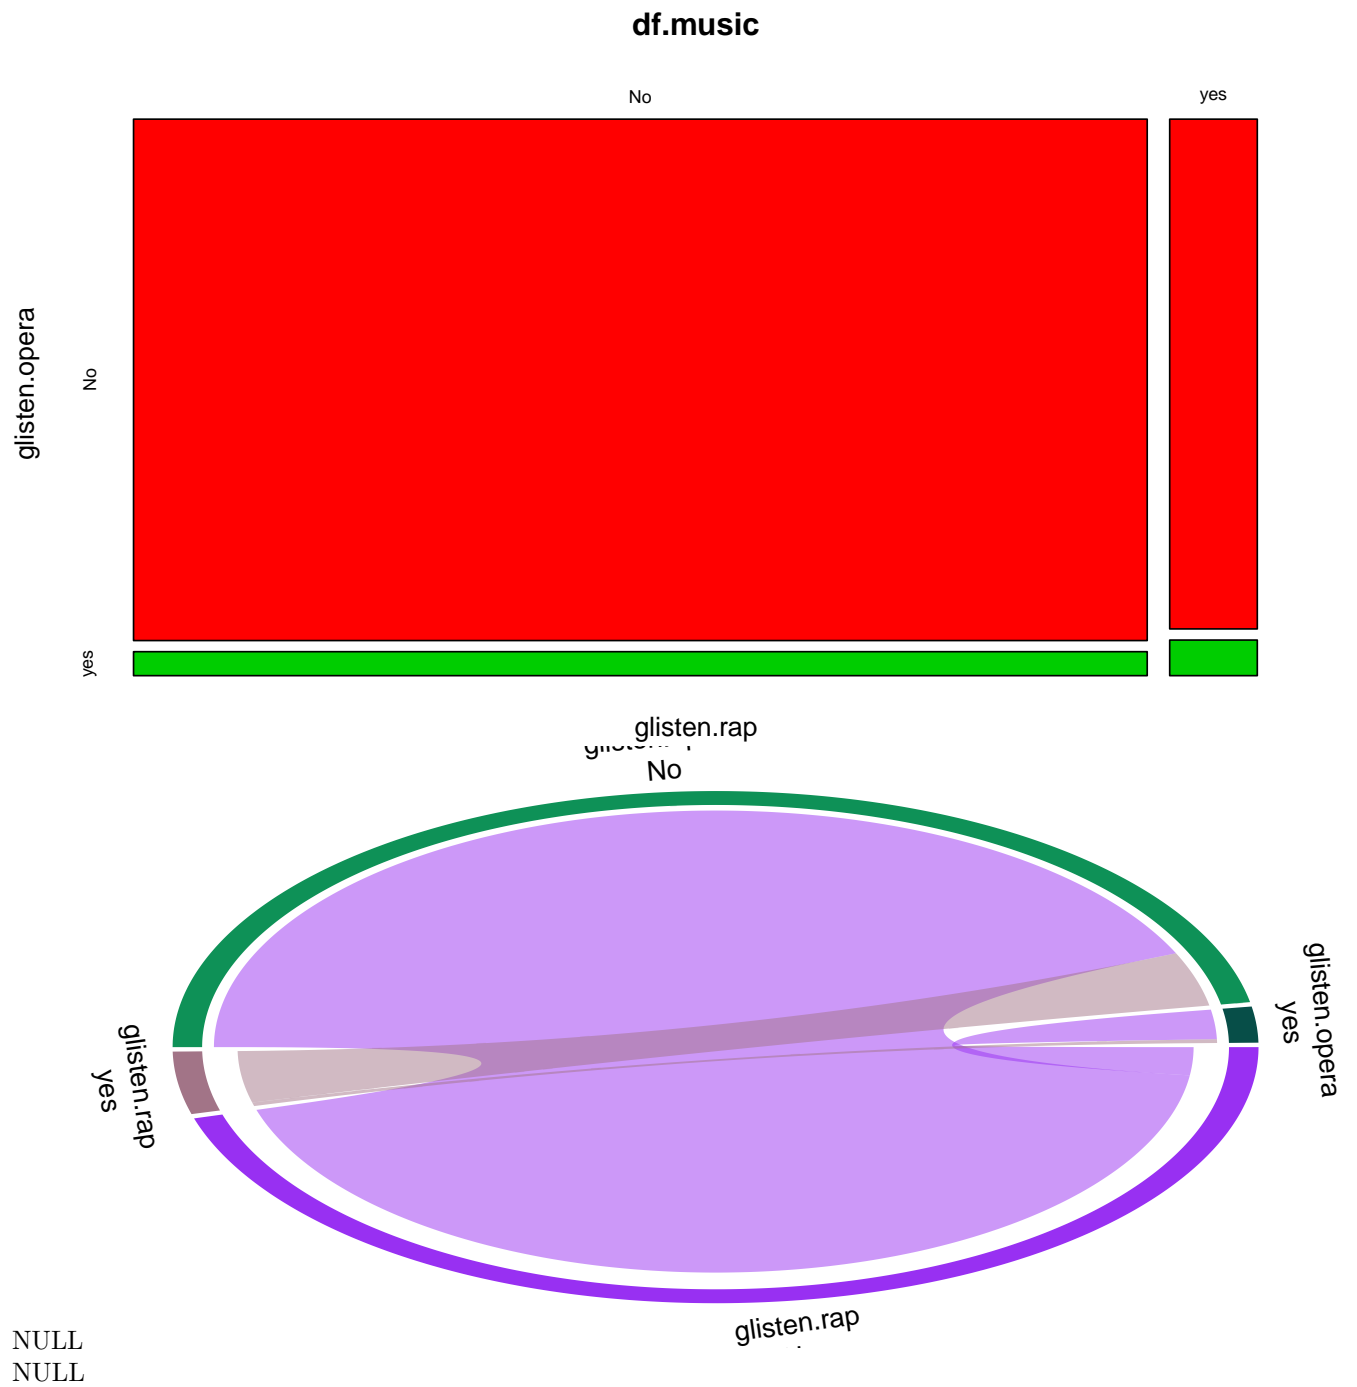 df.music
No
yes
glisten.opera
No
yes
glisten.rap
No
glisten.opera
yes
glisten.rap
yes
glisten.rap
NULL
NULL